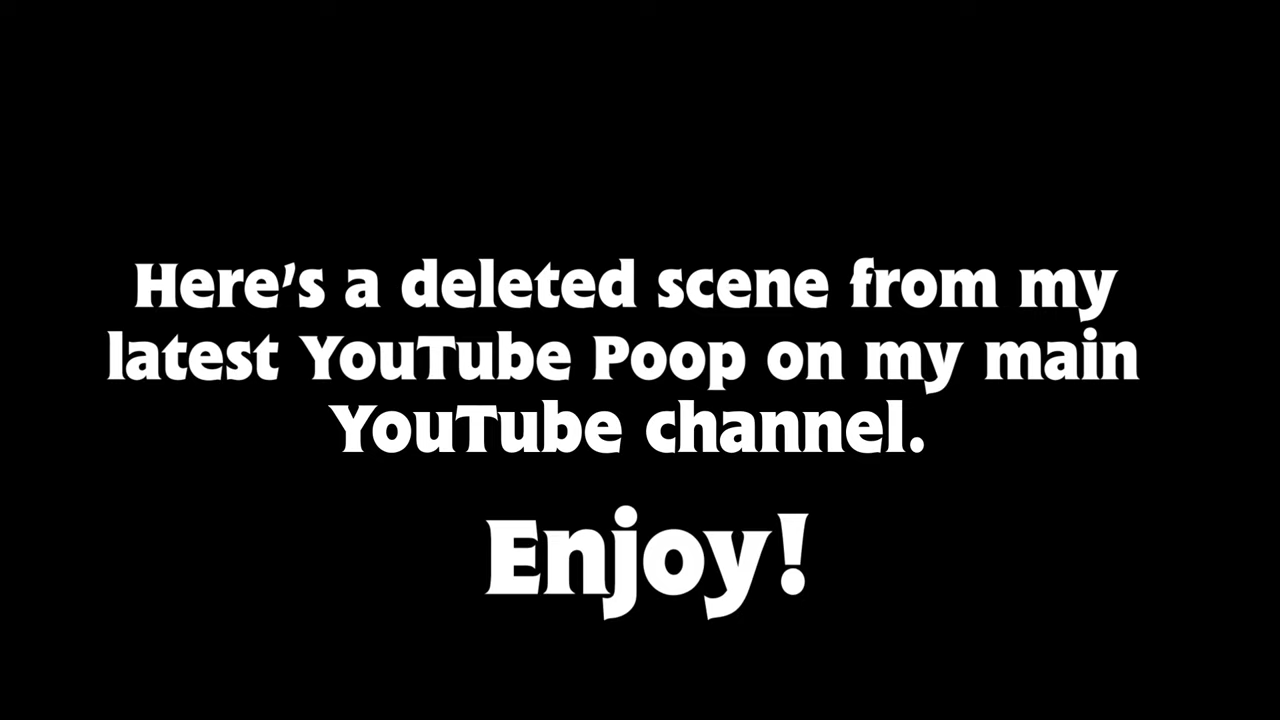 Here's a deleted scene from my
latest YouTube Poop on my main
YouTube channel.
Enjoy!